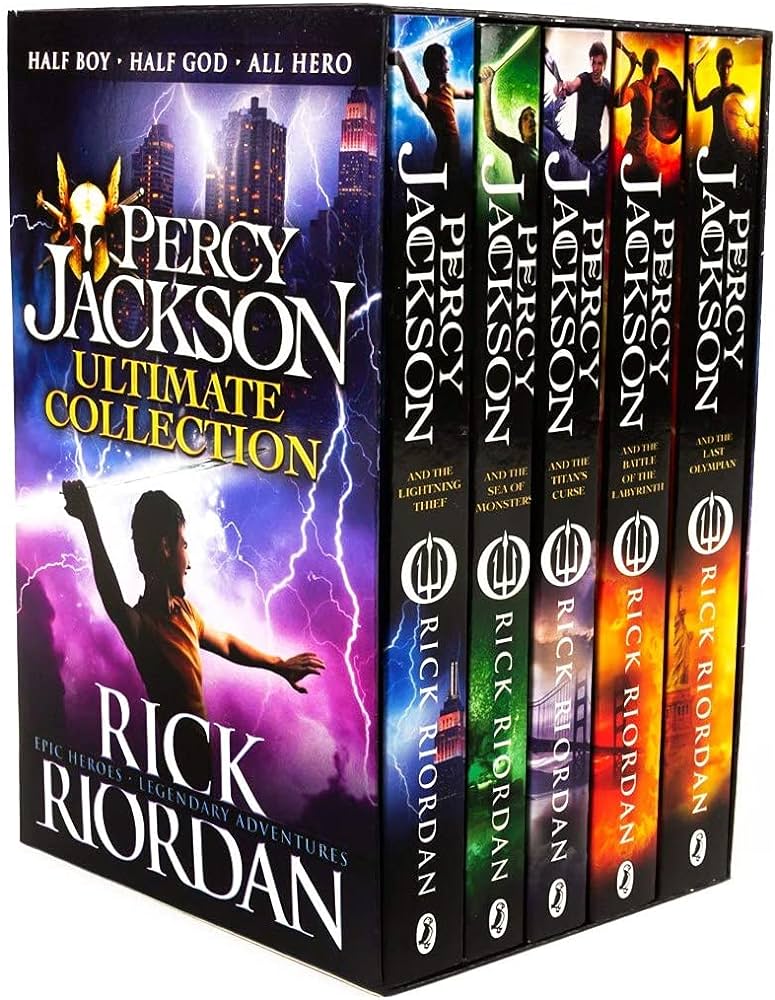 HALF BOY · HALF GOD · ALL HERO
PERCY
JACKSON
ULTIMATE
COLLECTION
RICK
EPIC HEROES · LEGENDARY ADVENTURES
RIORDAN
PERCY
JACKSON
AND THE
LIGHTNING
THIEF
RICK RIORDAN
PERCY
JACKSON
AND THE
SEA OF
MONSTERS
RICK RIORDAN
PERCY
JACKSON
AND THE
TITAN'S
CURSE
RICK RIORDAN
PERCY
JACKSON
AND THE
BATTLE
OF THE
LABYRINTH
RICK RIORDAN
PERCY
JACKSON
AND THE
LAST
OLYMPIAN
RICK RIORDAN